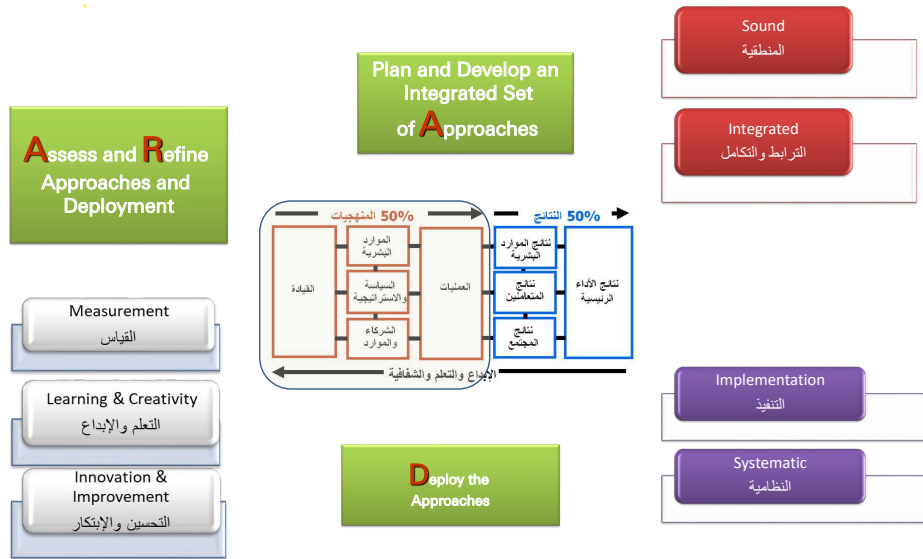 Assess and Refine
Approaches and
Deployment
Measurement
القياس
Learning & Creativity
التعلم والإبداع
Innovation &
Improvement
التحسين والإبتكار
Plan and Develop an
Integrated Set
of Approaches
50% المنهجيات
50% النتائج
القيادة
الموارد
البشرية
السياسة
والاستراتيجية
الشركاء
والموارد
العمليات
نتائج الموارد
البشرية
نتائج
المتعاملين
نتائج
المجتمع
نتائج الأداء
الرئيسية
الإبداع والتعلم والشفافية
Deploy the
Approaches
Sound
المنطقية
Integrated
الترابط والتكامل
Implementation
التنفيذ
Systematic
النظامية